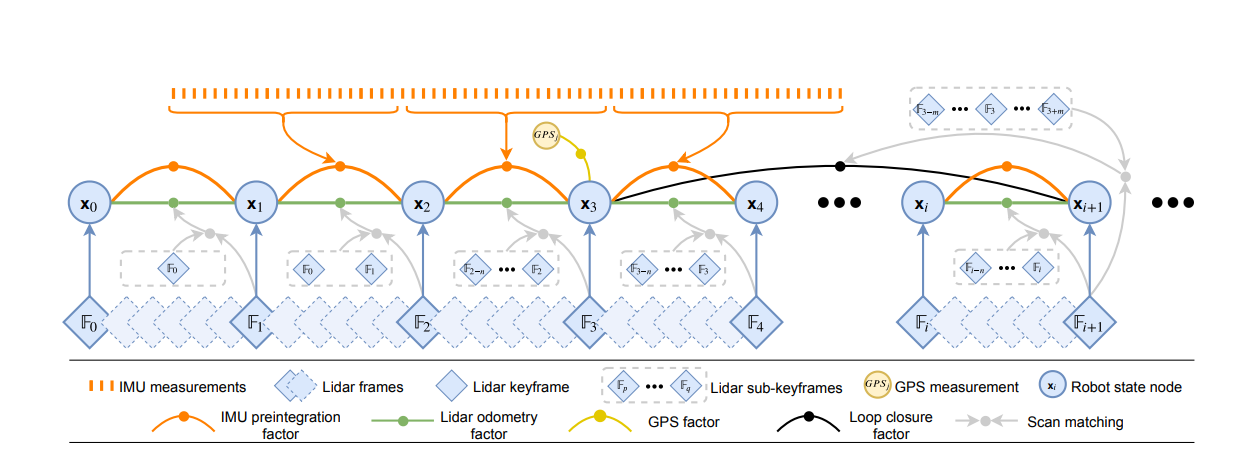 𝔽₃₋ₘ ••• 𝔽₃ ••• 𝔽₃₊ₘ
GPSⱼ
x₀ x₁ x₂ x₃ x₄ ••• xᵢ xᵢ₊₁ •••
𝔽₀ 𝔽₀ 𝔽₁ 𝔽₂₋ₙ ••• 𝔽₂ 𝔽₃₋ₙ ••• 𝔽₃ 𝔽ᵢ₋ₙ ••• 𝔽ᵢ
𝔽₀ 𝔽₁ 𝔽₂ 𝔽₃ 𝔽₄ 𝔽ᵢ 𝔽ᵢ₊₁
IMU measurements Lidar frames Lidar keyframe 𝔽ₚ ••• 𝔽q Lidar sub-keyframes GPSⱼ GPS measurement xᵢ Robot state node
IMU preintegration factor Lidar odometry factor GPS factor Loop closure factor Scan matching